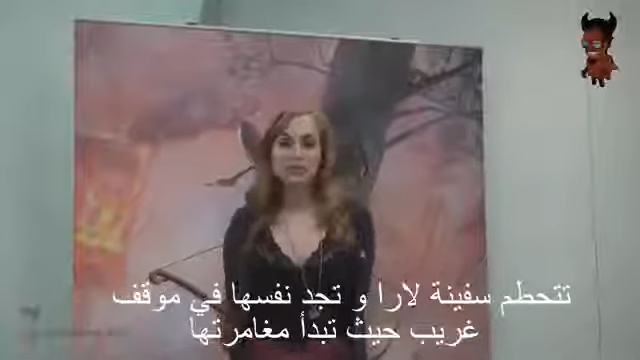 تتحطم سفينة لارا و تجد نفسها في موقف
غريب حيث تبدأ مغامرتها